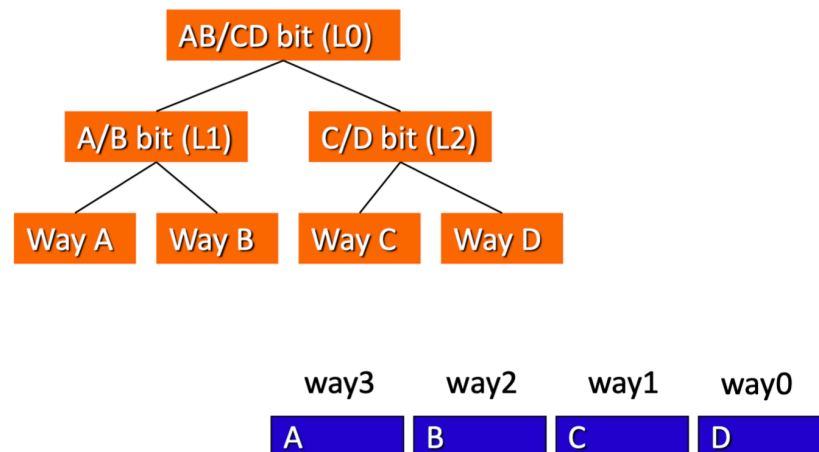 AB/CD bit (L0)
A/B bit (L1) C/D bit (L2)
Way A Way B Way C Way D
way3 way2 way1 way0
A B C D